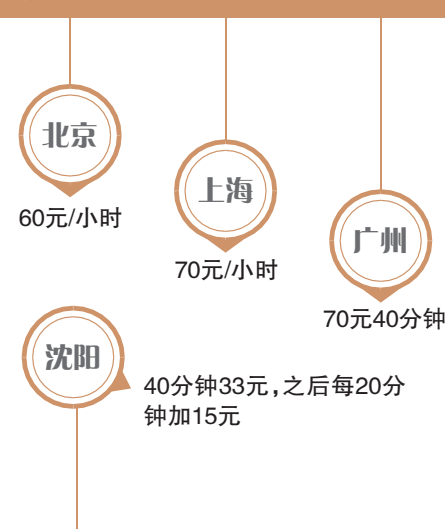 北京
60元/小时
上海
70元/小时
广州
70元40分钟
沈阳
40分钟33元,之后每20分
钟加15元